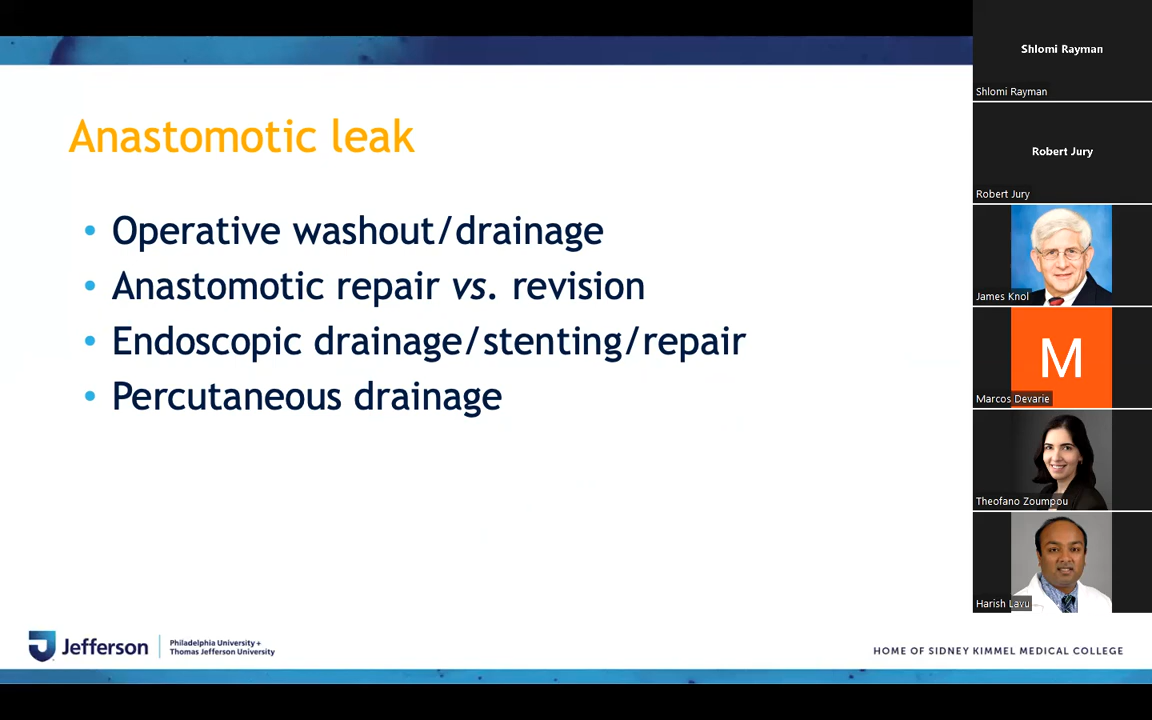 Anastomotic leak
• Operative washout/drainage
• Anastomotic repair vs. revision
• Endoscopic drainage/stenting/repair
• Percutaneous drainage
Jefferson
Philadelphia University +
Thomas Jefferson University
HOME OF SIDNEY KIMMEL MEDICAL COLLEGE
Shlomi Rayman
Shlomi Rayman
Robert Jury
Robert Jury
James Knol
M
Marcos Devarie
Theofano Zoumpou
Harish Lavu